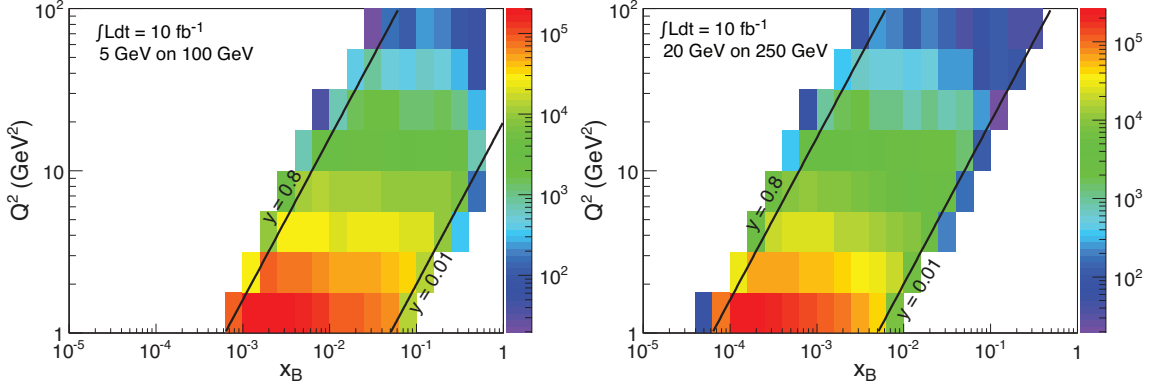 ∫Ldt = 10 fb⁻¹
5 GeV on 100 GeV
Q² (GeV²)
10²
10
1
y = 0.8
y = 0.01
10⁻⁵ 10⁻⁴ 10⁻³ 10⁻² 10⁻¹ 1
x_B
10⁵
10⁴
10³
10²
∫Ldt = 10 fb⁻¹
20 GeV on 250 GeV
Q² (GeV²)
10²
10
1
y = 0.8
y = 0.01
10⁻⁵ 10⁻⁴ 10⁻³ 10⁻² 10⁻¹ 1
x_B
10⁵
10⁴
10³
10²